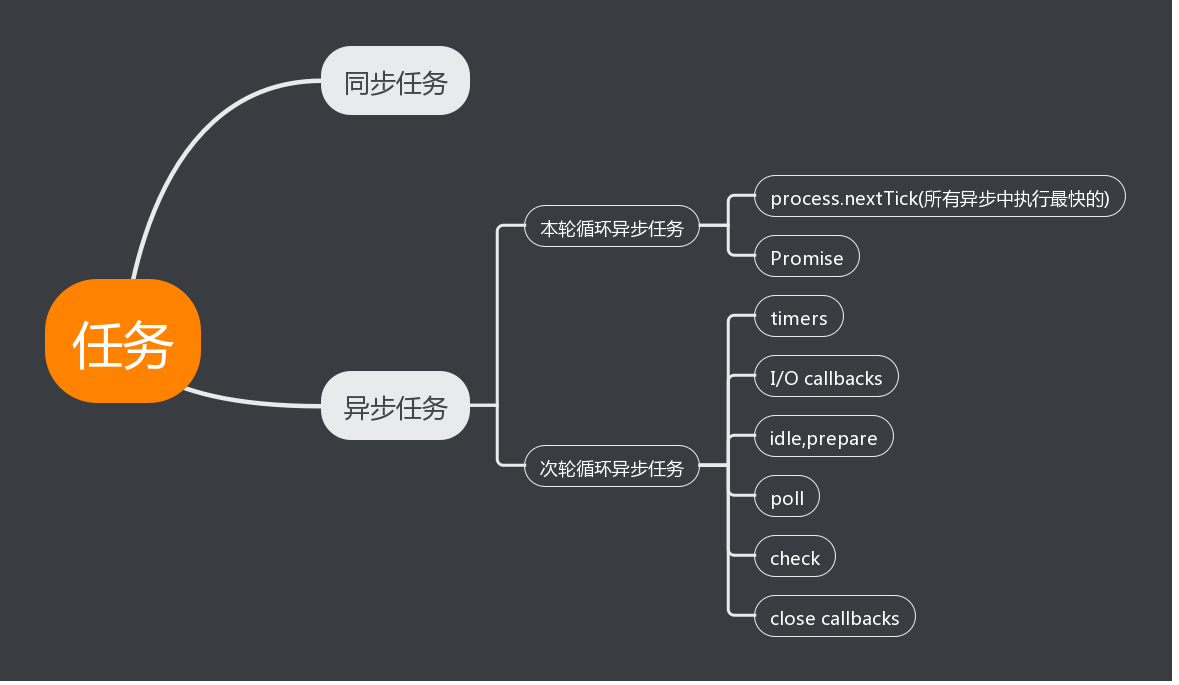 任务
同步任务
异步任务
本轮循环异步任务
process.nextTick(所有异步中执行最快的)
Promise
次轮循环异步任务
timers
I/O callbacks
idle,prepare
poll
check
close callbacks